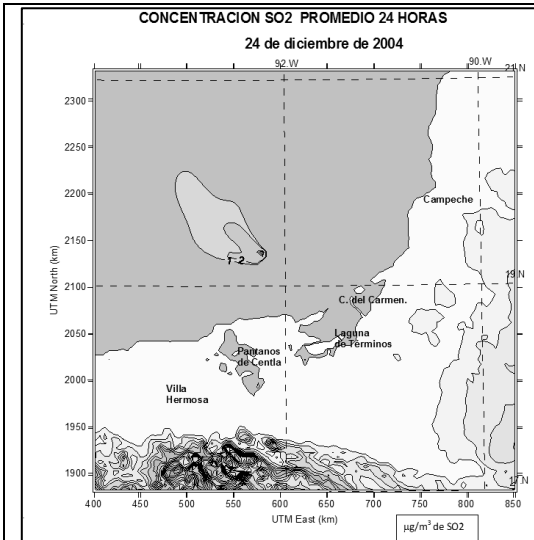 CONCENTRACION SO2 PROMEDIO 24 HORAS
24 de diciembre de 2004
92.W
90.W
21.N
2300
2250
2200
Campeche
2150
1 2
UTM North (km)
2100
19.N
C. del Carmen.
2050
Laguna
de Términos
Pantanos
de Centla
2000
Villa
Hermosa
1950
1900
17.N
400 450 500 550 600 650 700 750 800 850
UTM East (km)
µg/m³ de SO2